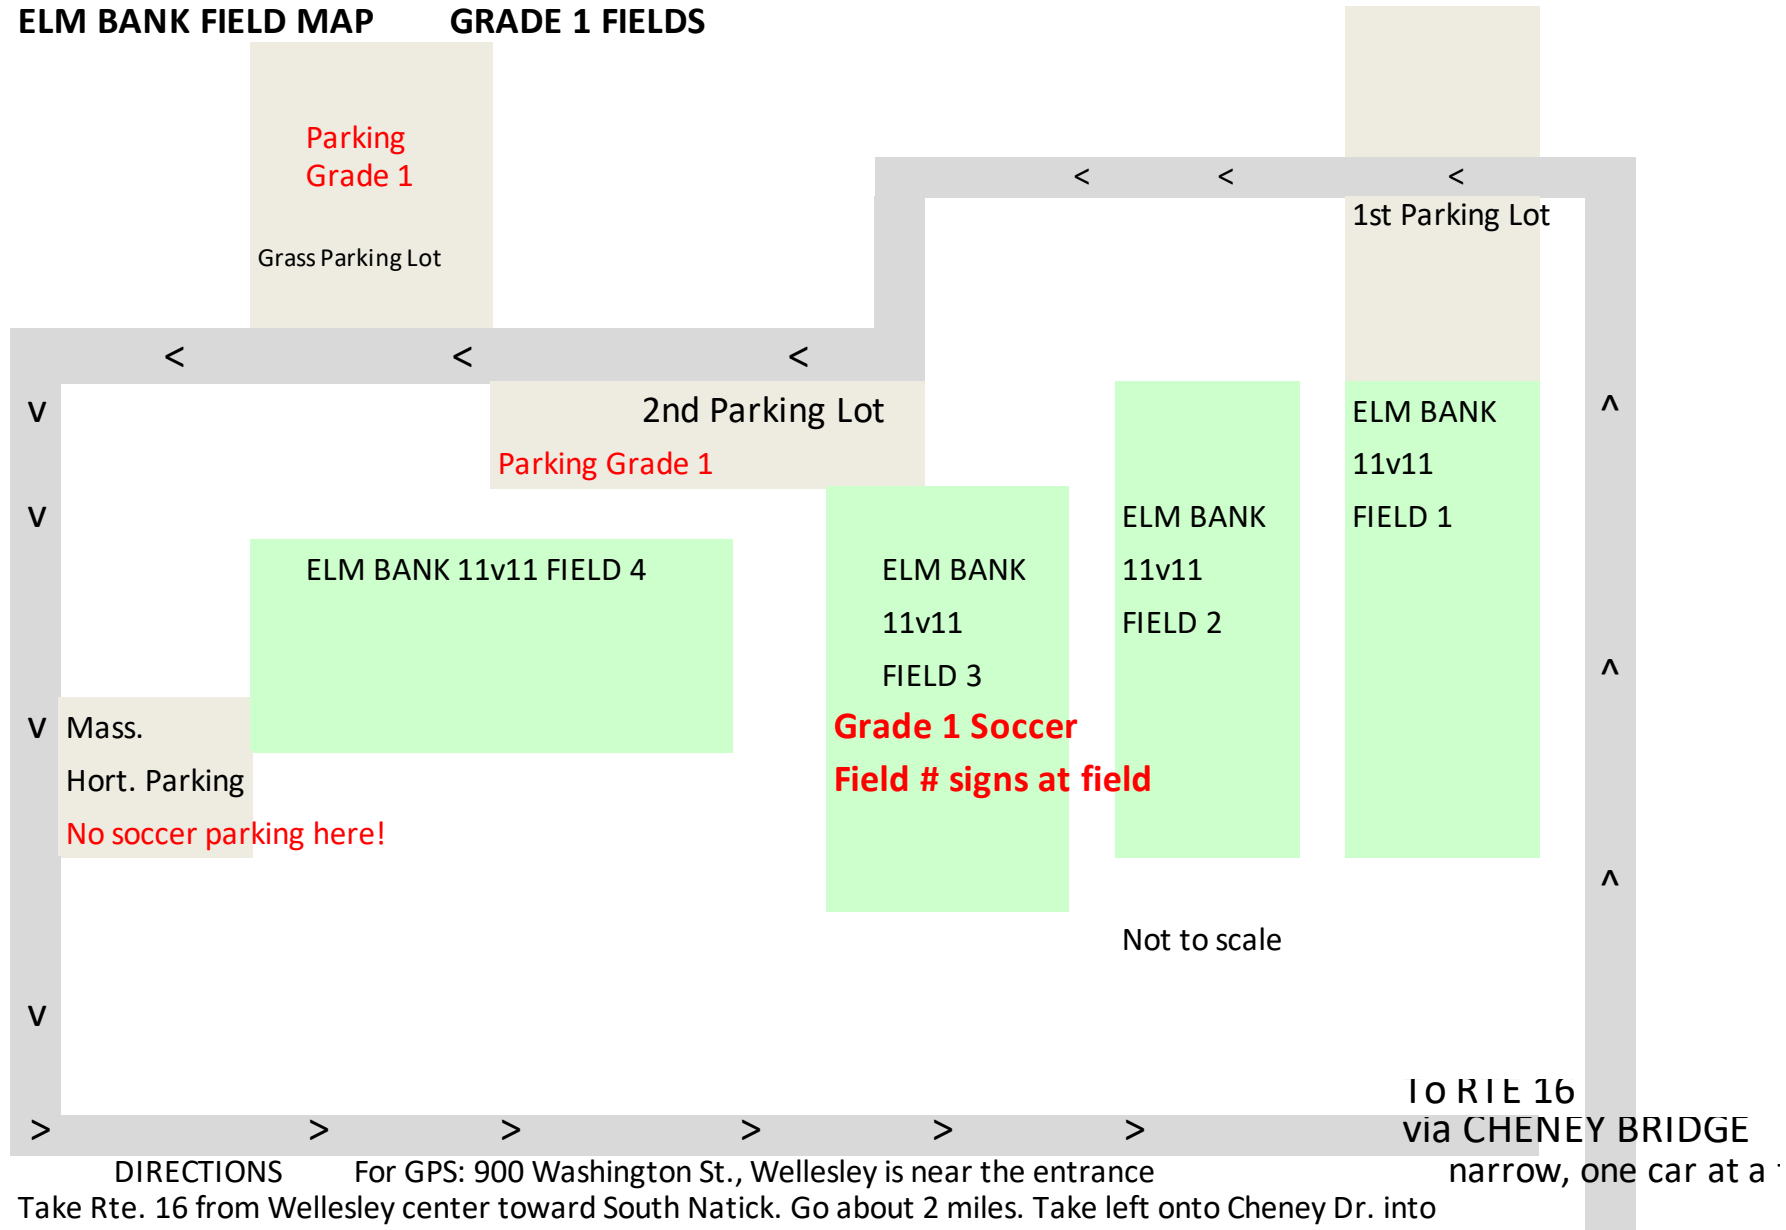 ELM BANK FIELD MAP GRADE 1 FIELDS
Parking
Grade 1
Grass Parking Lot
< < <
1st Parking Lot
< < <
2nd Parking Lot
Parking Grade 1
ELM BANK
11v11
FIELD 1
ELM BANK
11v11
FIELD 2
ELM BANK
11v11
FIELD 3
Grade 1 Soccer
Field # signs at field
ELM BANK 11v11 FIELD 4
v
v
v
v
Mass.
Hort. Parking
No soccer parking here!
^
^
^
Not to scale
To RTE 16
via CHENEY BRIDGE
narrow, one car at a
> > > > > >
DIRECTIONS For GPS: 900 Washington St., Wellesley is near the entrance
Take Rte. 16 from Wellesley center toward South Natick. Go about 2 miles. Take left onto Cheney Dr. into